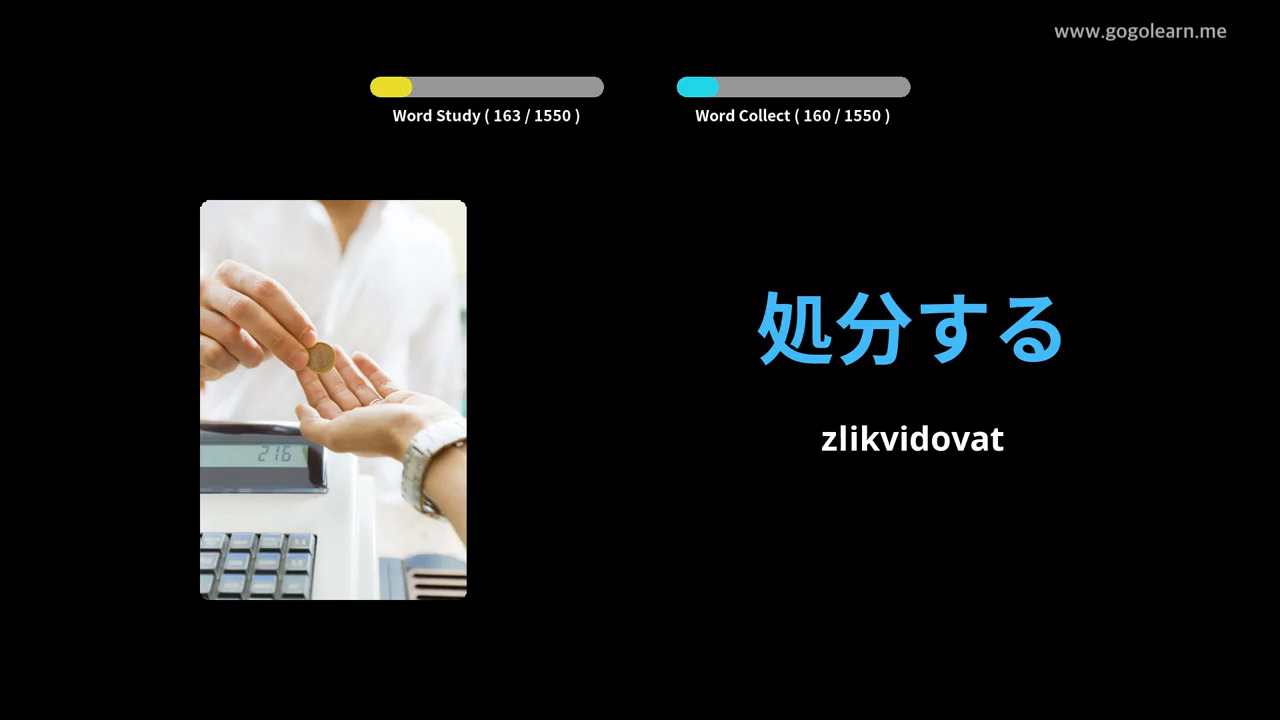 www.gogolearn.me
Word Study ( 163 / 1550 )
Word Collect ( 160 / 1550 )
216
処分する
zlikvidovat